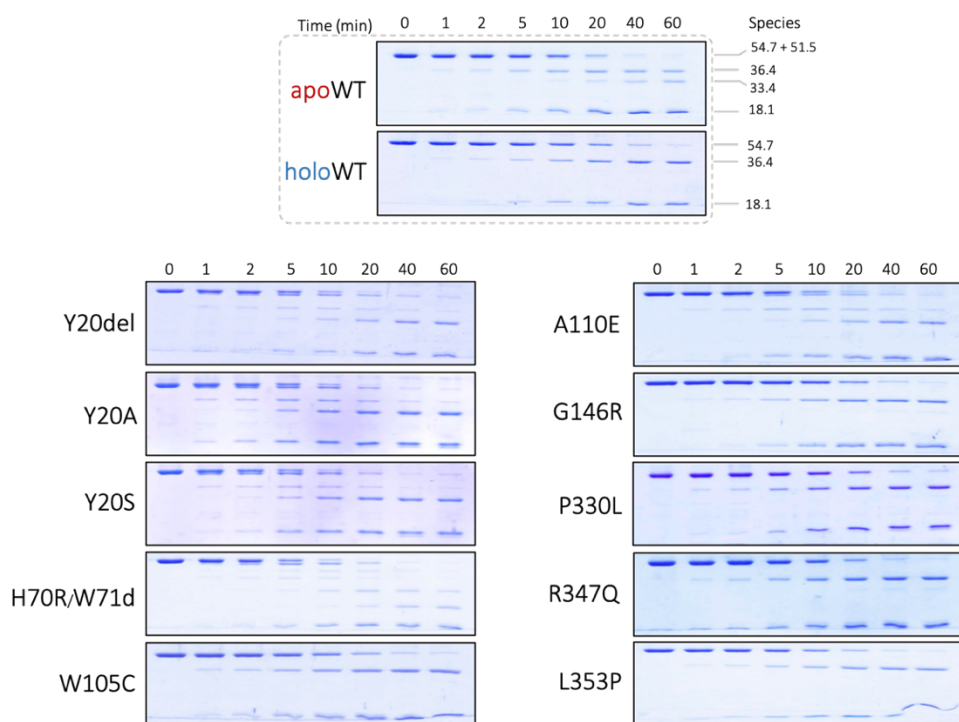 Time (min) 0 1 2 5 10 20 40 60 Species
54.7 + 51.5
36.4
apoWT
33.4
18.1
54.7
36.4
holoWT
18.1
0 1 2 5 10 20 40 60
Y20del
Y20A
Y20S
H70R/W71d
W105C
0 1 2 5 10 20 40 60
A110E
G146R
P330L
R347Q
L353P